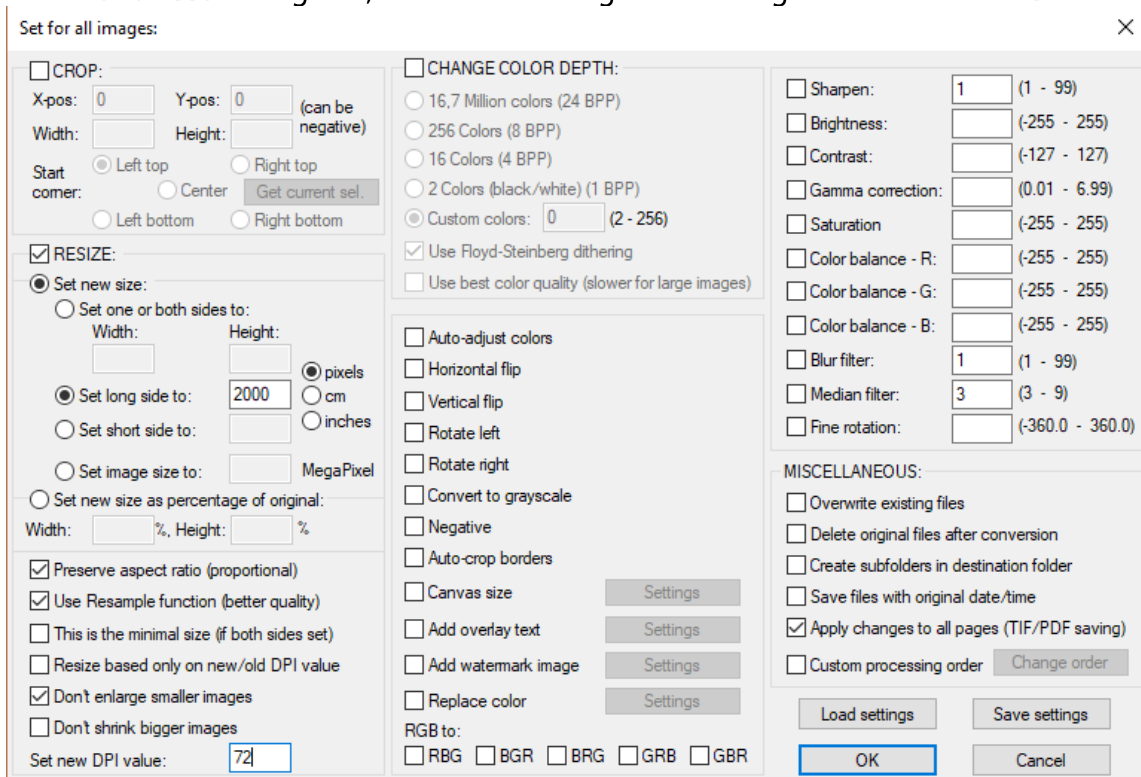 Set for all images:
CROP:
X-pos: 0 Y-pos: 0 (can be
negative)
Width: Height:
Start
corner:
Left top Right top
Center Get current sel.
Left bottom Right bottom
RESIZE:
Set new size:
Set one or both sides to:
Width: Height:
pixels
Set long side to: 2000 cm
inches
Set short side to:
Set image size to: MegaPixel
Set new size as percentage of original:
Width: %, Height: %
Preserve aspect ratio (proportional)
Use Resample function (better quality)
This is the minimal size (if both sides set)
Resize based only on new/old DPI value
Don't enlarge smaller images
Don't shrink bigger images
Set new DPI value: 72
CHANGE COLOR DEPTH:
16,7 Million colors (24 BPP)
256 Colors (8 BPP)
16 Colors (4 BPP)
2 Colors (black/white) (1 BPP)
Custom colors: 0 (2 - 256)
Use Floyd-Steinberg dithering
Use best color quality (slower for large images)
Auto-adjust colors
Horizontal flip
Vertical flip
Rotate left
Rotate right
Convert to grayscale
Negative
Auto-crop borders
Canvas size Settings
Add overlay text Settings
Add watermark image Settings
Replace color Settings
RGB to:
RBG BGR BRG GRB GBR
Sharpen: 1 (1 - 99)
Brightness: (-255 - 255)
Contrast: (-127 - 127)
Gamma correction: (0.01 - 6.99)
Saturation (-255 - 255)
Color balance - R: (-255 - 255)
Color balance - G: (-255 - 255)
Color balance - B: (-255 - 255)
Blur filter: 1 (1 - 99)
Median filter: 3 (3 - 9)
Fine rotation: (-360.0 - 360.0)
MISCELLANEOUS:
Overwrite existing files
Delete original files after conversion
Create subfolders in destination folder
Save files with original date/time
Apply changes to all pages (TIF/PDF saving)
Custom processing order Change order
Load settings Save settings
OK Cancel